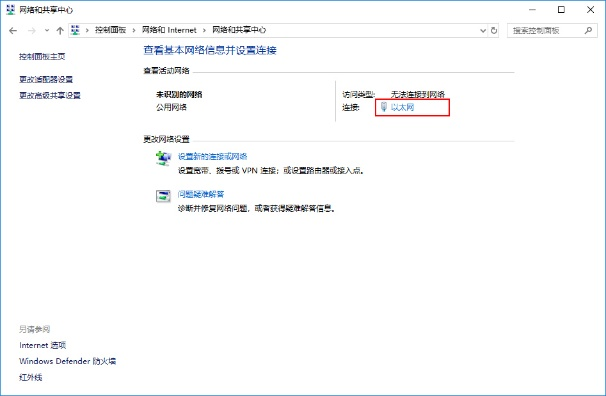 网络和共享中心
控制面板 网络和 Internet 网络和共享中心
搜索控制面板
控制面板主页
更改适配器设置
更改高级共享设置
查看基本网络信息并设置连接
查看活动网络
未识别的网络
公用网络
访问类型: 无法连接到网络
连接: 以太网
更改网络设置
设置新的连接或网络
设置宽带、拨号或 VPN 连接；或设置路由器或接入点。
问题疑难解答
诊断并修复网络问题，或者获得疑难解答信息。
另请参阅
Internet 选项
Windows Defender 防火墙
红外线